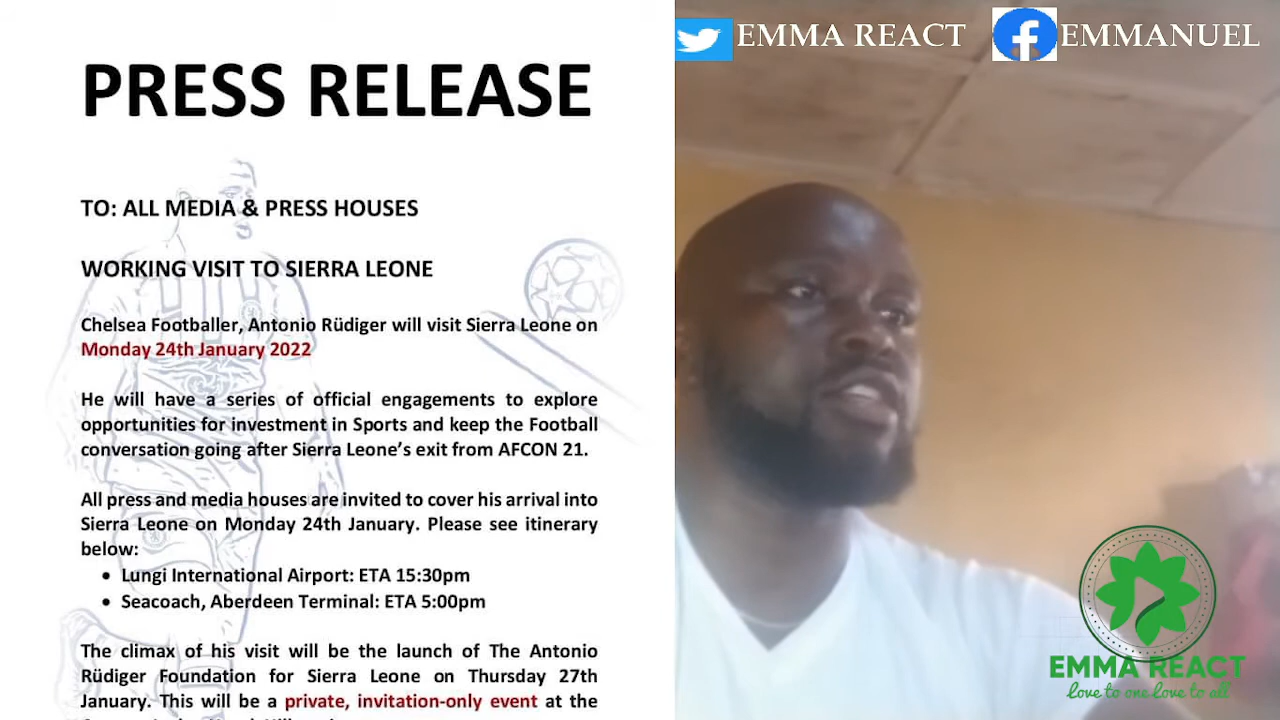 EMMA REACT
EMMANUEL
PRESS RELEASE
TO: ALL MEDIA & PRESS HOUSES
WORKING VISIT TO SIERRA LEONE
Chelsea Footballer, Antonio Rüdiger will visit Sierra Leone on
Monday 24th January 2022
He will have a series of official engagements to explore
opportunities for investment in Sports and keep the Football
conversation going after Sierra Leone’s exit from AFCON 21.
All press and media houses are invited to cover his arrival into
Sierra Leone on Monday 24th January. Please see itinerary
below:
• Lungi International Airport: ETA 15:30pm
• Seacoach, Aberdeen Terminal: ETA 5:00pm
The climax of his visit will be the launch of The Antonio
Rüdiger Foundation for Sierra Leone on Thursday 27th
January. This will be a private, invitation-only event at the
EMMA REACT
Love to one Love to all